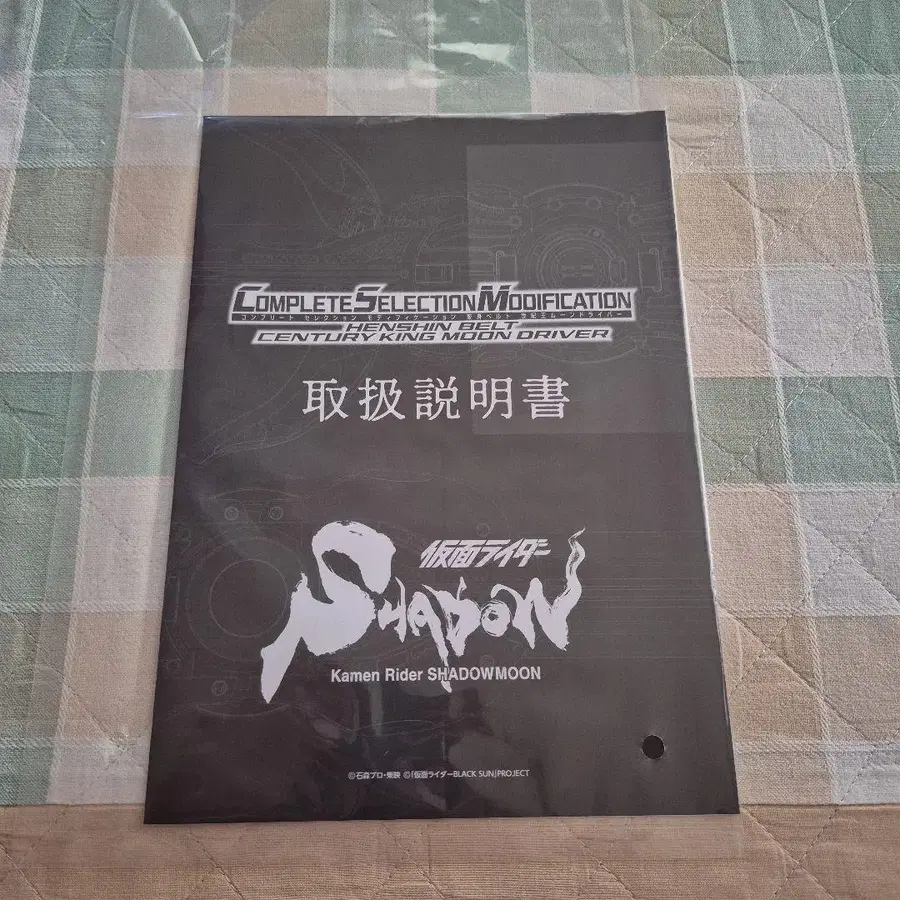 COMPLETE SELECTION MODIFICATION
コンプリート セレクション モディフィケーション 変身ベルト 世紀王ムーンドライバー
HENSHIN BELT
CENTURY KING MOON DRIVER
取扱説明書
仮面ライダー
SHADOW
Kamen Rider SHADOWMOON
©石森プロ・東映 ©「仮面ライダーBLACK SUN」PROJECT